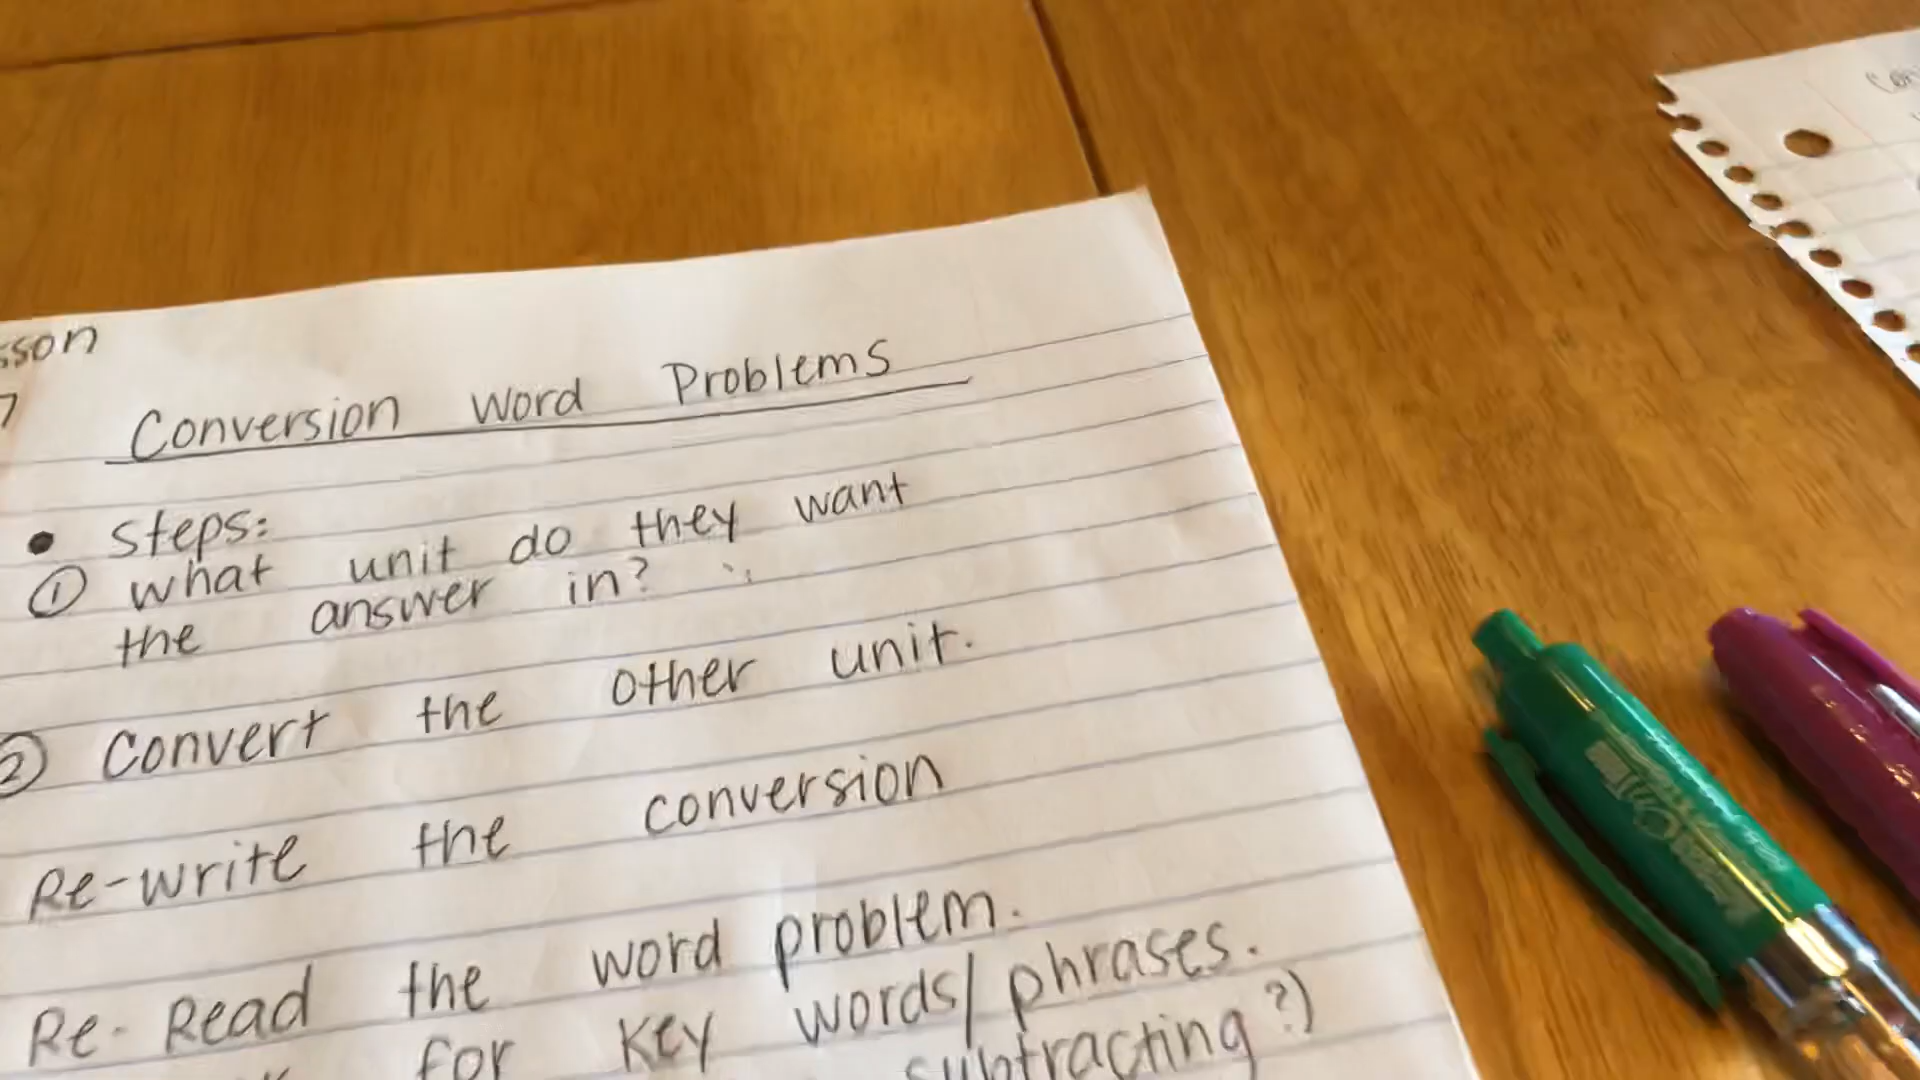 Conversion Word Problems
• Steps:
① What unit do they want
the answer in?
② Convert the other unit.
Re-write the conversion
Re-Read the word problem.
for key words/phrases.
subtracting?)